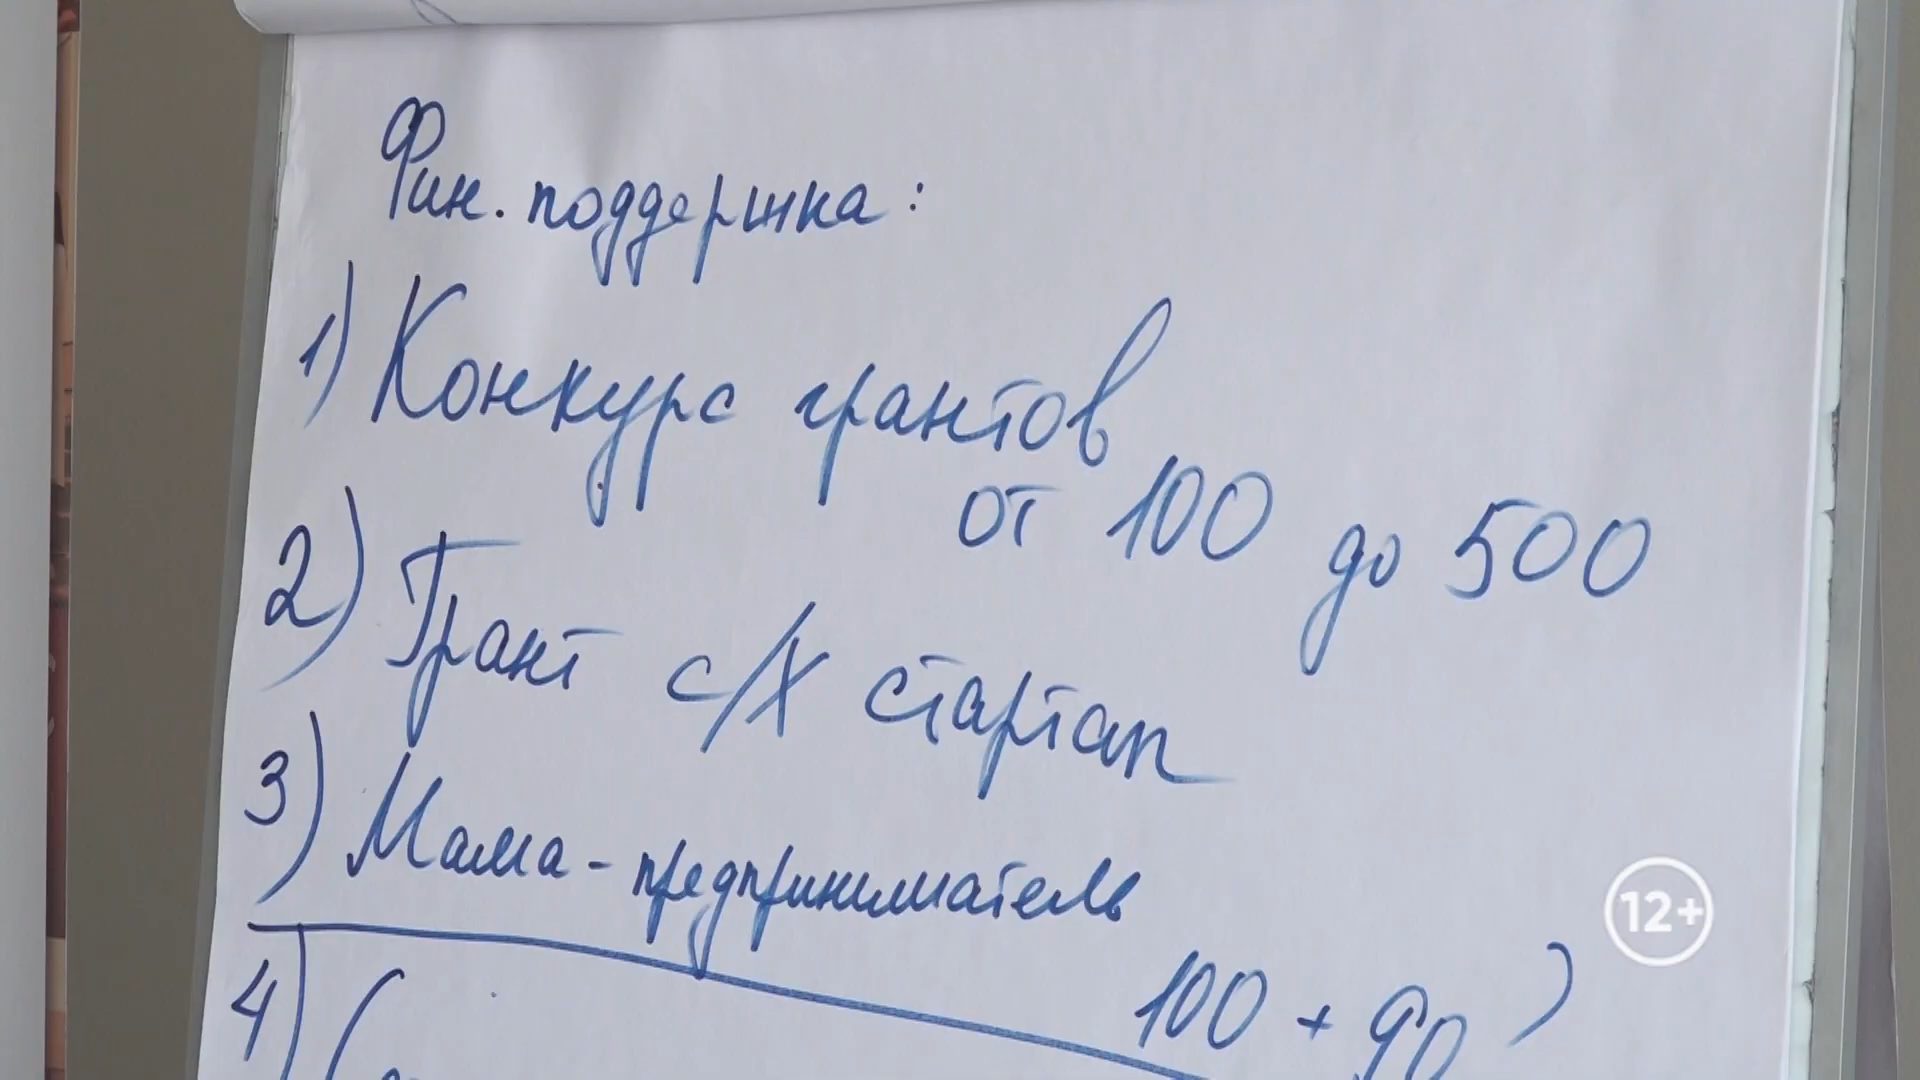 Фин. поддержка:
1) Конкурс грантов
от 100 до 500
2) Грант с/х стартап
3) Мама-предприниматель
100 + 90)
4)
12+